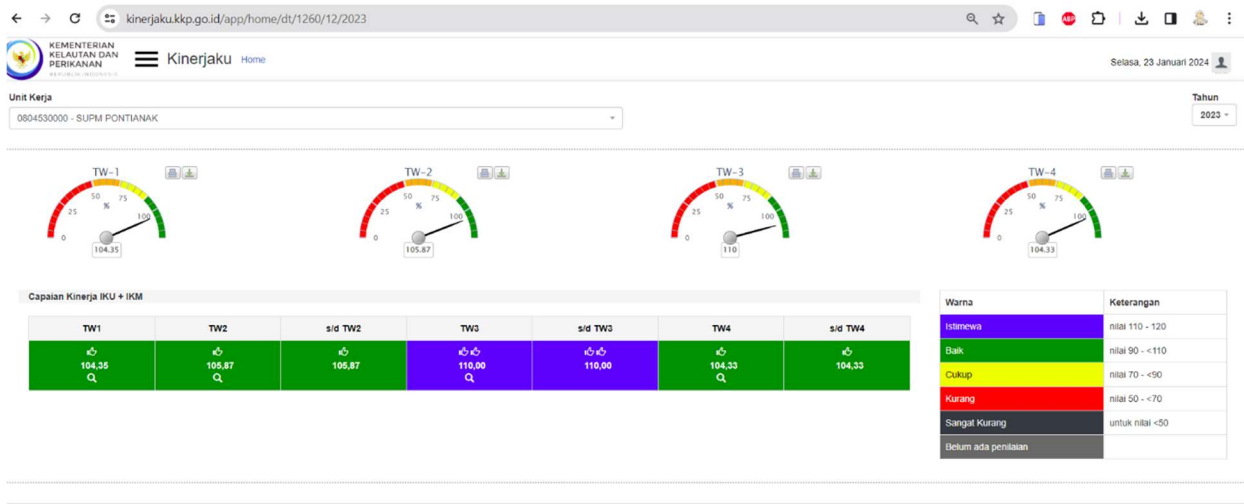 kinerjaku.kkp.go.id/app/home/dt/1260/12/2023
ABP
KEMENTERIAN
KELAUTAN DAN
PERIKANAN
REPUBLIK INDONESIA
Kinerjaku Home
Selasa, 23 Januari 2024
Unit Kerja
Tahun
0804530000 - SUPM PONTIANAK
2023
TW-1
0 25 50 75 100
%
104.35
TW-2
0 25 50 75 100
%
105.87
TW-3
0 25 50 75 100
%
110
TW-4
0 25 50 75 100
%
104.33
Capaian Kinerja IKU + IKM
TW1 TW2 s/d TW2 TW3 s/d TW3 TW4 s/d TW4
104,35 105,87 105,87 110,00 110,00 104,33 104,33
Warna Keterangan
Istimewa nilai 110 - 120
Baik nilai 90 - <110
Cukup nilai 70 - <90
Kurang nilai 50 - <70
Sangat Kurang untuk nilai <50
Belum ada penilaian